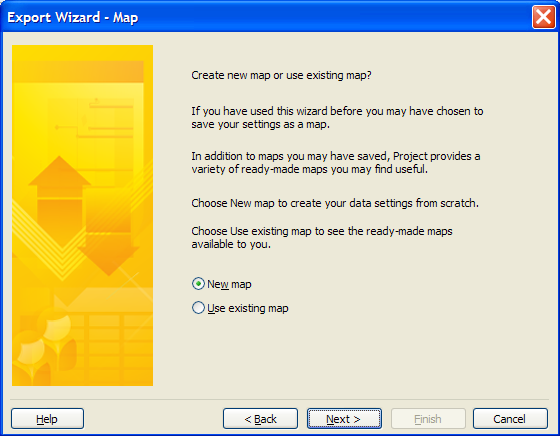 Export Wizard - Map
Create new map or use existing map?
If you have used this wizard before you may have chosen to
save your settings as a map.
In addition to maps you may have saved, Project provides a
variety of ready-made maps you may find useful.
Choose New map to create your data settings from scratch.
Choose Use existing map to see the ready-made maps
available to you.
New map
Use existing map
Help
< Back
Next >
Finish
Cancel